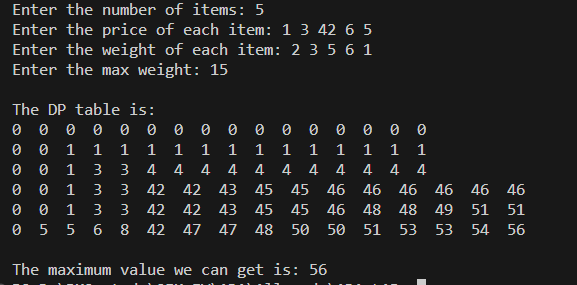 Enter the number of items: 5
Enter the price of each item: 1 3 42 6 5
Enter the weight of each item: 2 3 5 6 1
Enter the max weight: 15
The DP table is:
0 0 0 0 0 0 0 0 0 0 0 0 0 0 0 0
0 0 1 1 1 1 1 1 1 1 1 1 1 1 1 1
0 0 1 3 3 4 4 4 4 4 4 4 4 4 4 4
0 0 1 3 3 42 42 43 45 45 46 46 46 46 46 46
0 0 1 3 3 42 42 43 45 45 46 48 48 49 51 51
0 5 5 6 8 42 47 47 48 50 50 51 53 53 54 56
The maximum value we can get is: 56